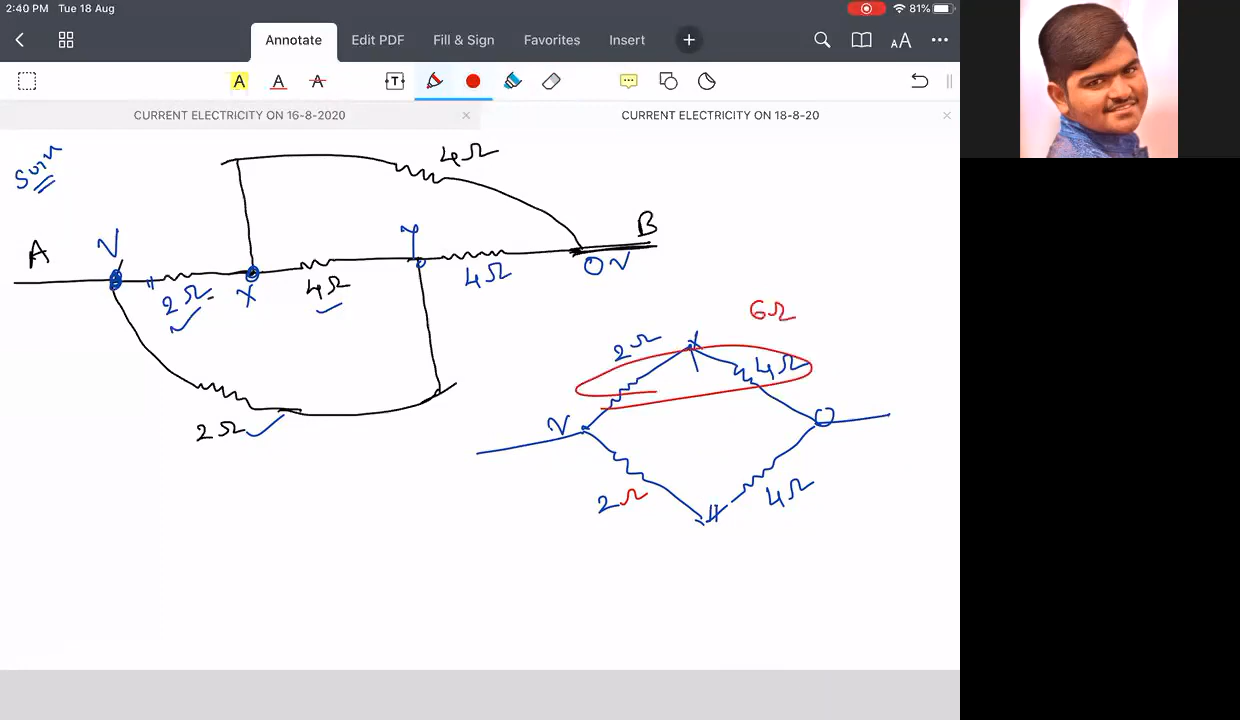 2:40 PM Tue 18 Aug
81%
Annotate
Edit PDF
Fill & Sign
Favorites
Insert
A
A
A
T
CURRENT ELECTRICITY ON 16-8-2020
CURRENT ELECTRICITY ON 18-8-20
4Ω
A
V
Y
B
2Ω
X
4Ω
4Ω
0V
2Ω
6Ω
2Ω
X
4Ω
V
0
2Ω
4Ω